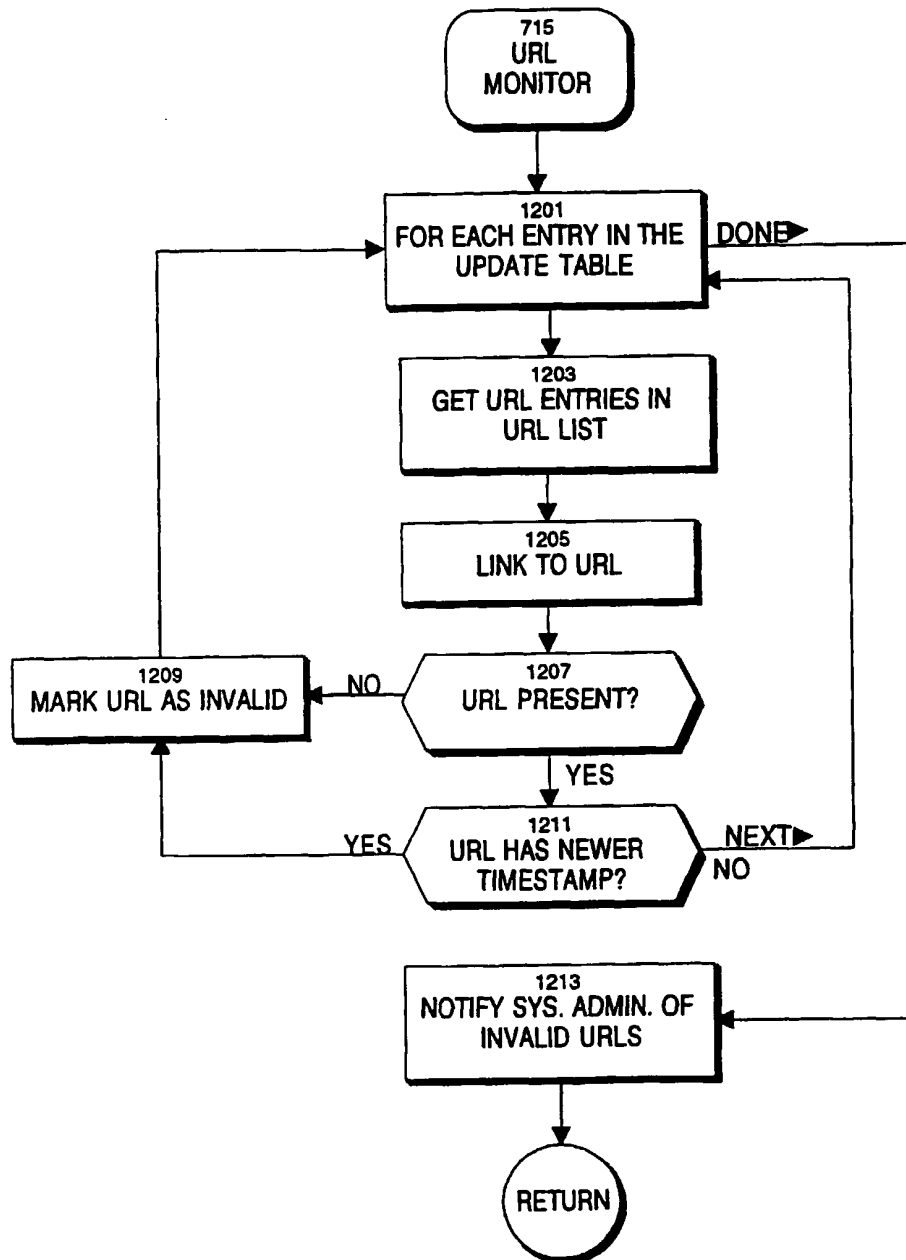 715
URL
MONITOR
1201
FOR EACH ENTRY IN THE
UPDATE TABLE
DONE
1203
GET URL ENTRIES IN
URL LIST
1205
LINK TO URL
1207
URL PRESENT?
NO
1209
MARK URL AS INVALID
YES
1211
URL HAS NEWER
TIMESTAMP?
YES
NEXT
NO
1213
NOTIFY SYS. ADMIN. OF
INVALID URLS
RETURN